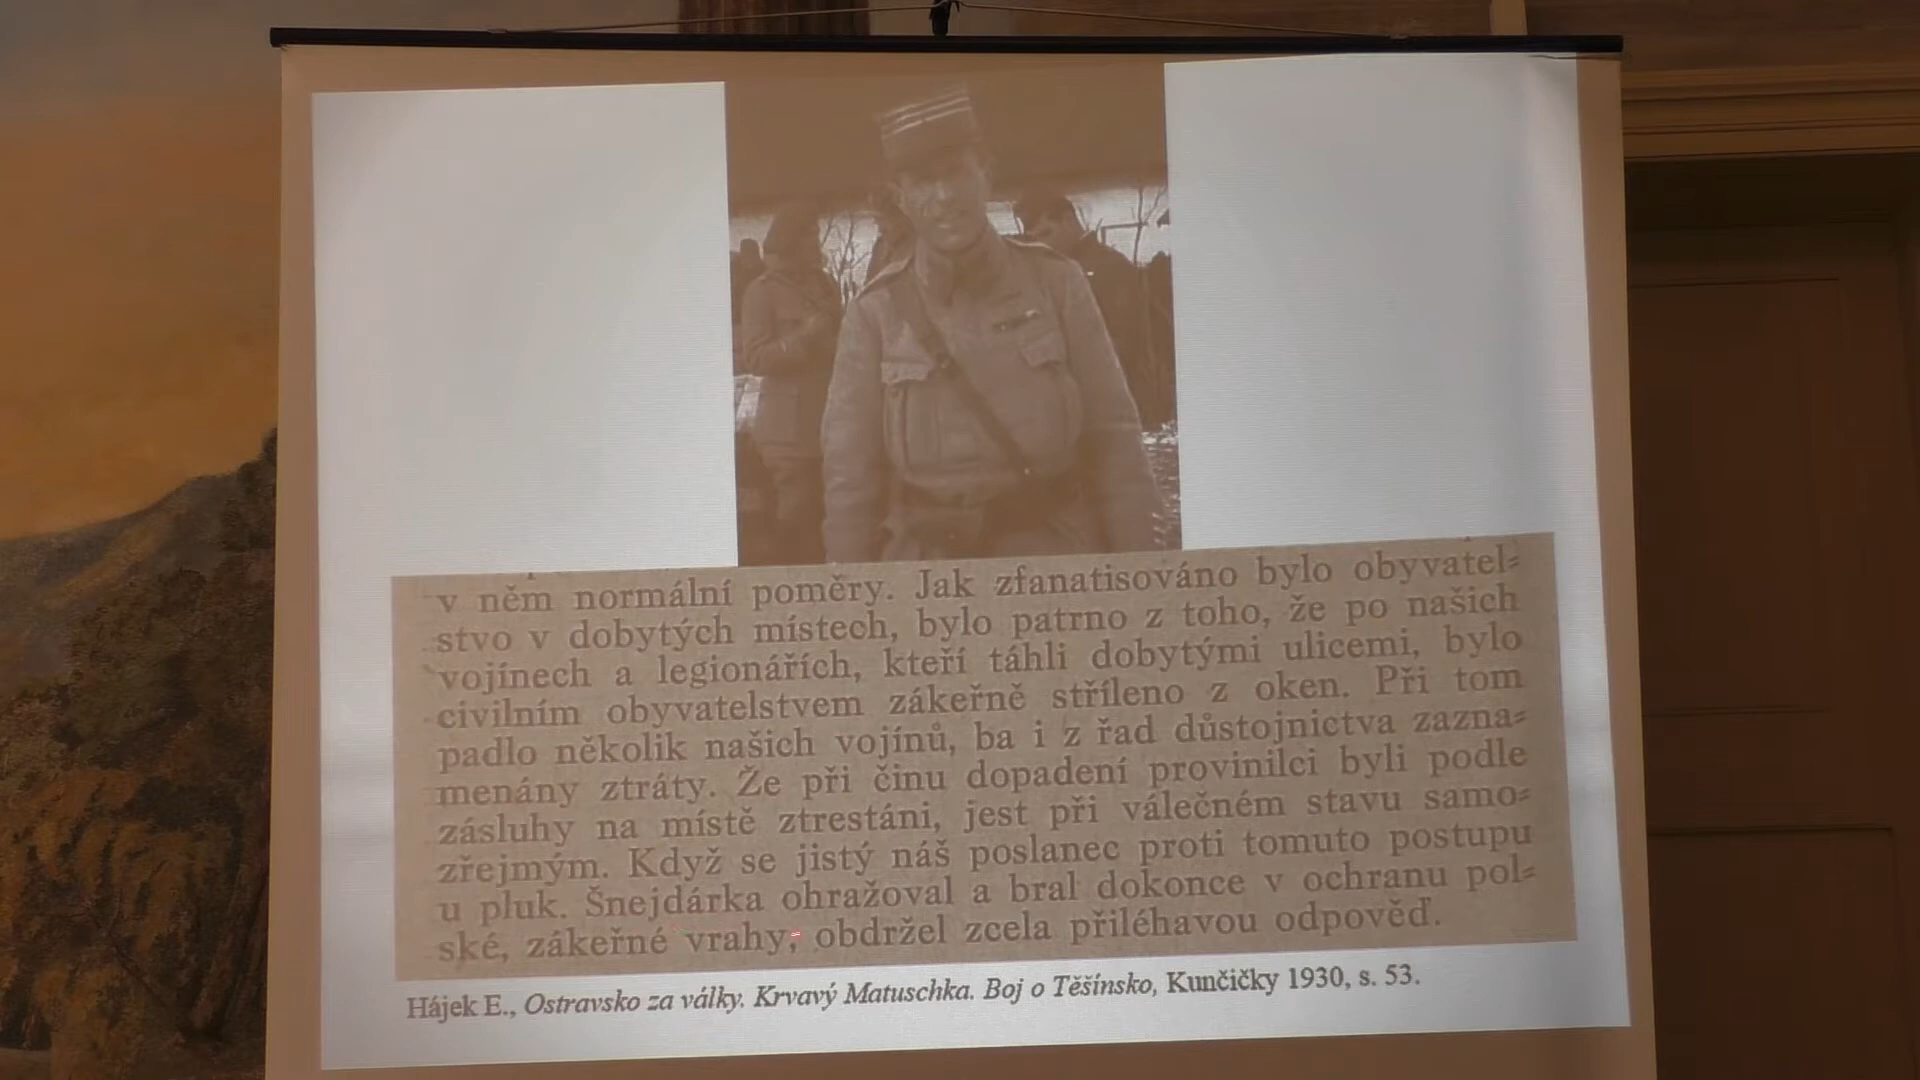 v něm normální poměry. Jak zfanatisováno bylo obyvatel=
stvo v dobytých místech, bylo patrno z toho, že po našich
vojínech a legionářích, kteří táhli dobytými ulicemi, bylo
civilním obyvatelstvem zákeřně stříleno z oken. Při tom
padlo několik našich vojínů, ba i z řad důstojnictva zazna=
menány ztráty. Že při činu dopadení provinilci byli podle
zásluhy na místě ztrestáni, jest při válečném stavu samo=
zřejmým. Když se jistý náš poslanec proti tomuto postupu
u pluk. Šnejdárka ohražoval a bral dokonce v ochranu pol=
ské, zákeřné vrahy, obdržel zcela přiléhavou odpověď.
Hájek E., Ostravsko za války. Krvavý Matuschka. Boj o Těšínsko, Kunčičky 1930, s. 53.